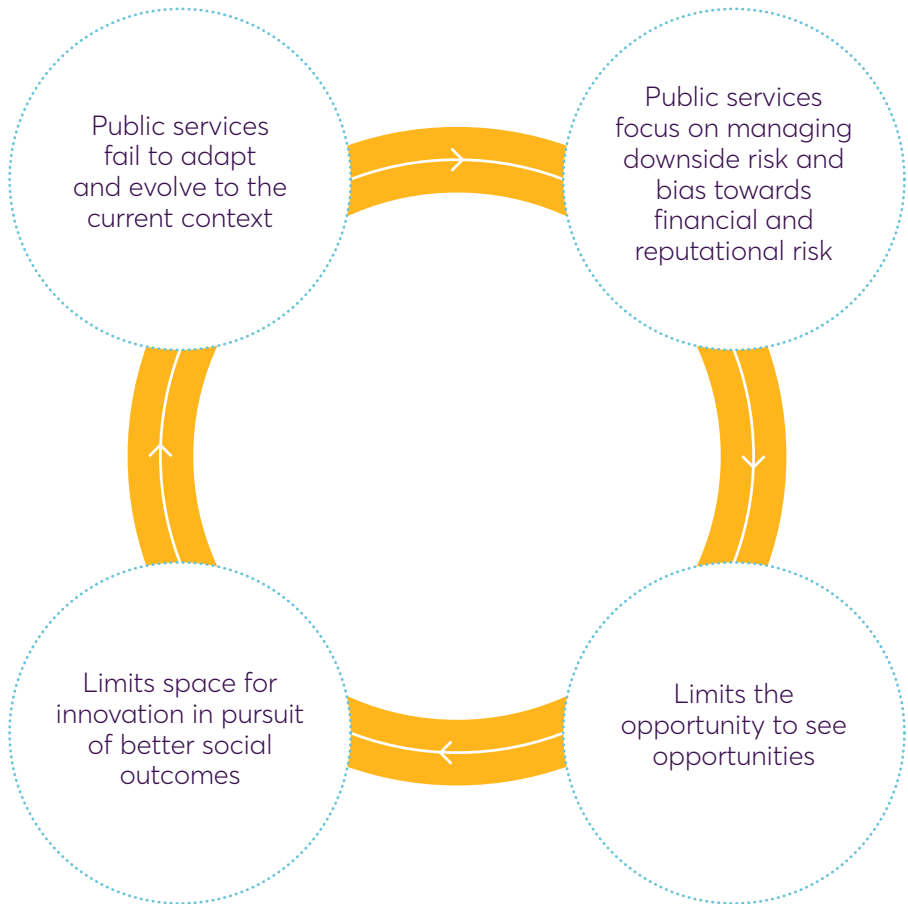 Public services
fail to adapt
and evolve to the
current context
Public services
focus on managing
downside risk and
bias towards
financial and
reputational risk
Limits space for
innovation in pursuit
of better social
outcomes
Limits the
opportunity to see
opportunities